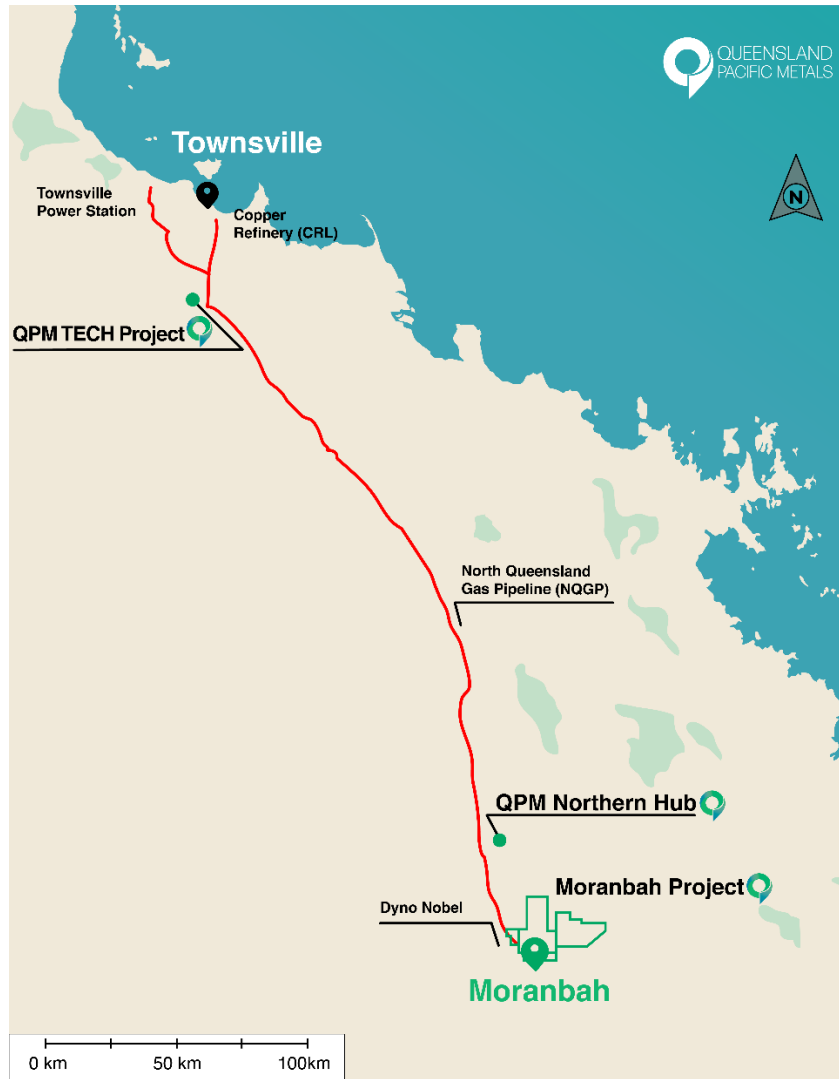 QUEENSLAND
PACIFIC METALS
Townsville
N
Townsville
Power Station
Copper
Refinery (CRL)
QPM TECH Project
North Queensland
Gas Pipeline (NQGP)
QPM Northern Hub
Moranbah Project
Dyno Nobel
Moranbah
0 km 50 km 100km